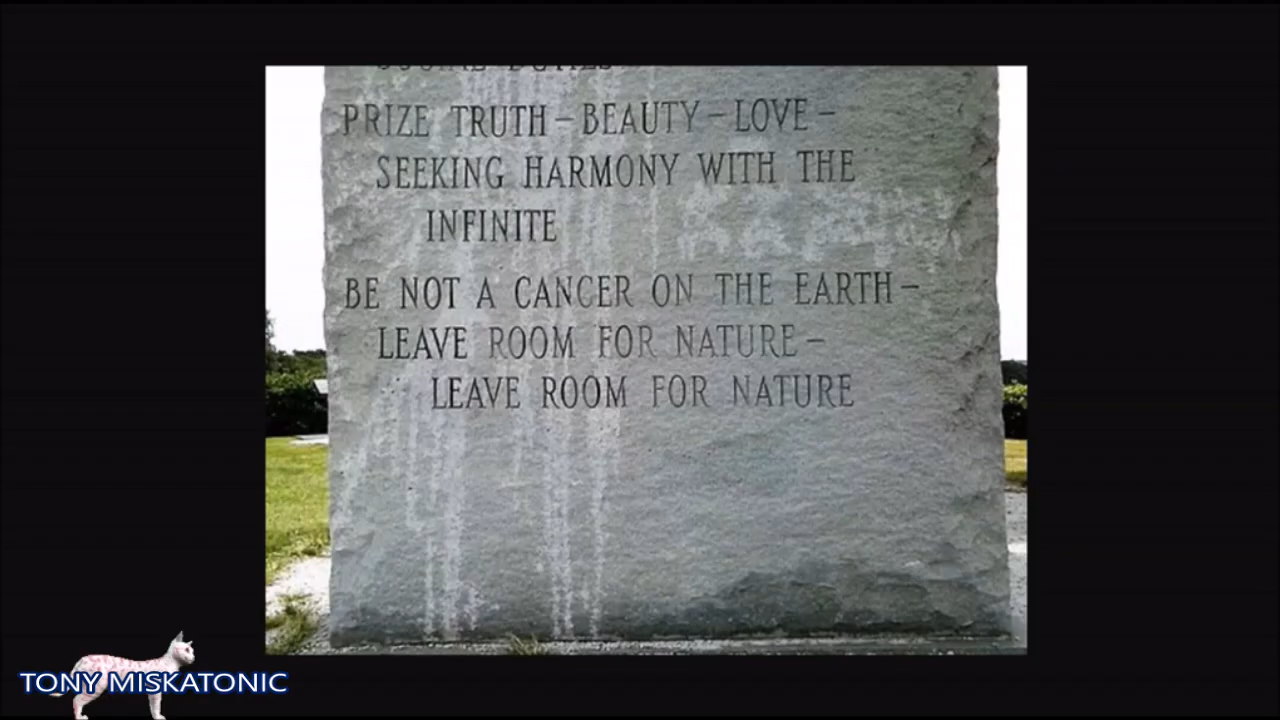 PRIZE TRUTH – BEAUTY – LOVE –
SEEKING HARMONY WITH THE
INFINITE
BE NOT A CANCER ON THE EARTH –
LEAVE ROOM FOR NATURE –
LEAVE ROOM FOR NATURE
TONY MISKATONIC